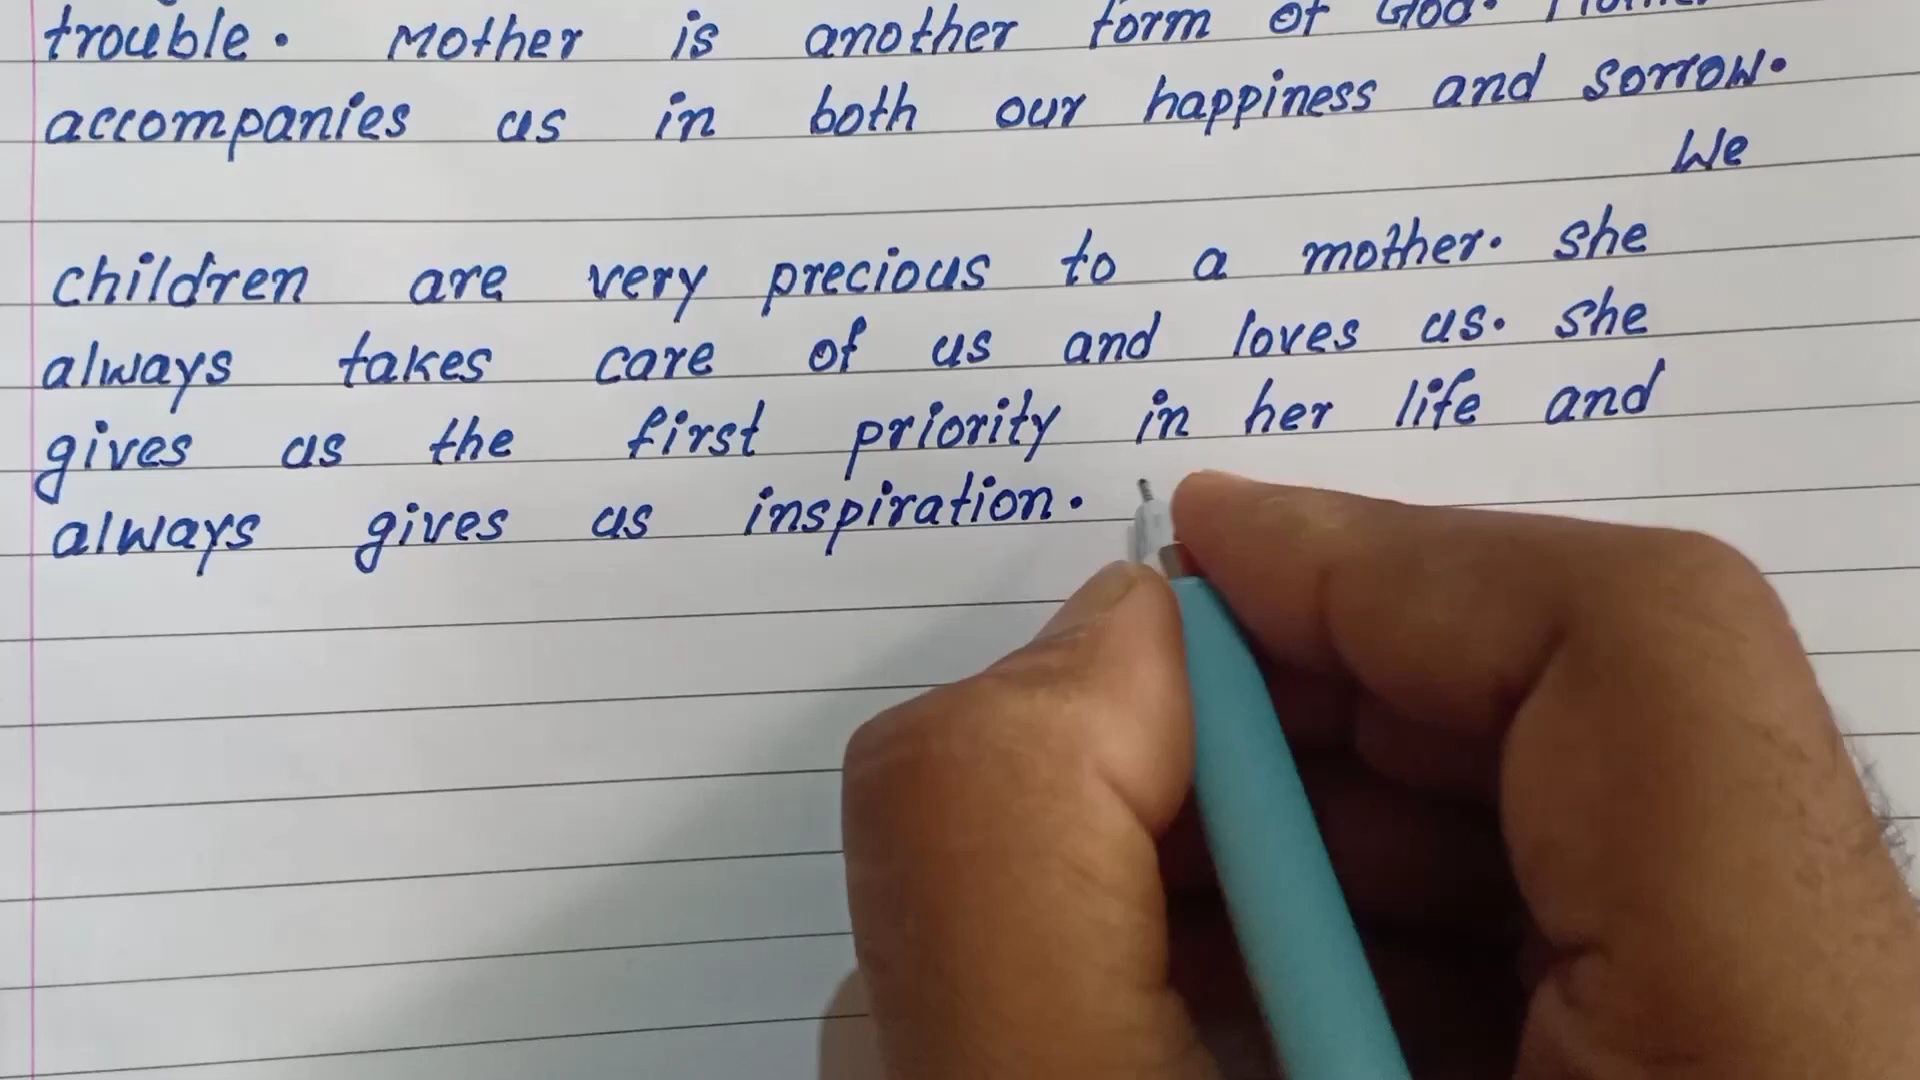 trouble. Mother is another form of God. Mother
accompanies us in both our happiness and sorrow.
We
children are very precious to a mother. she
always takes care of us and loves us. she
gives us the first priority in her life and
always gives us inspiration.